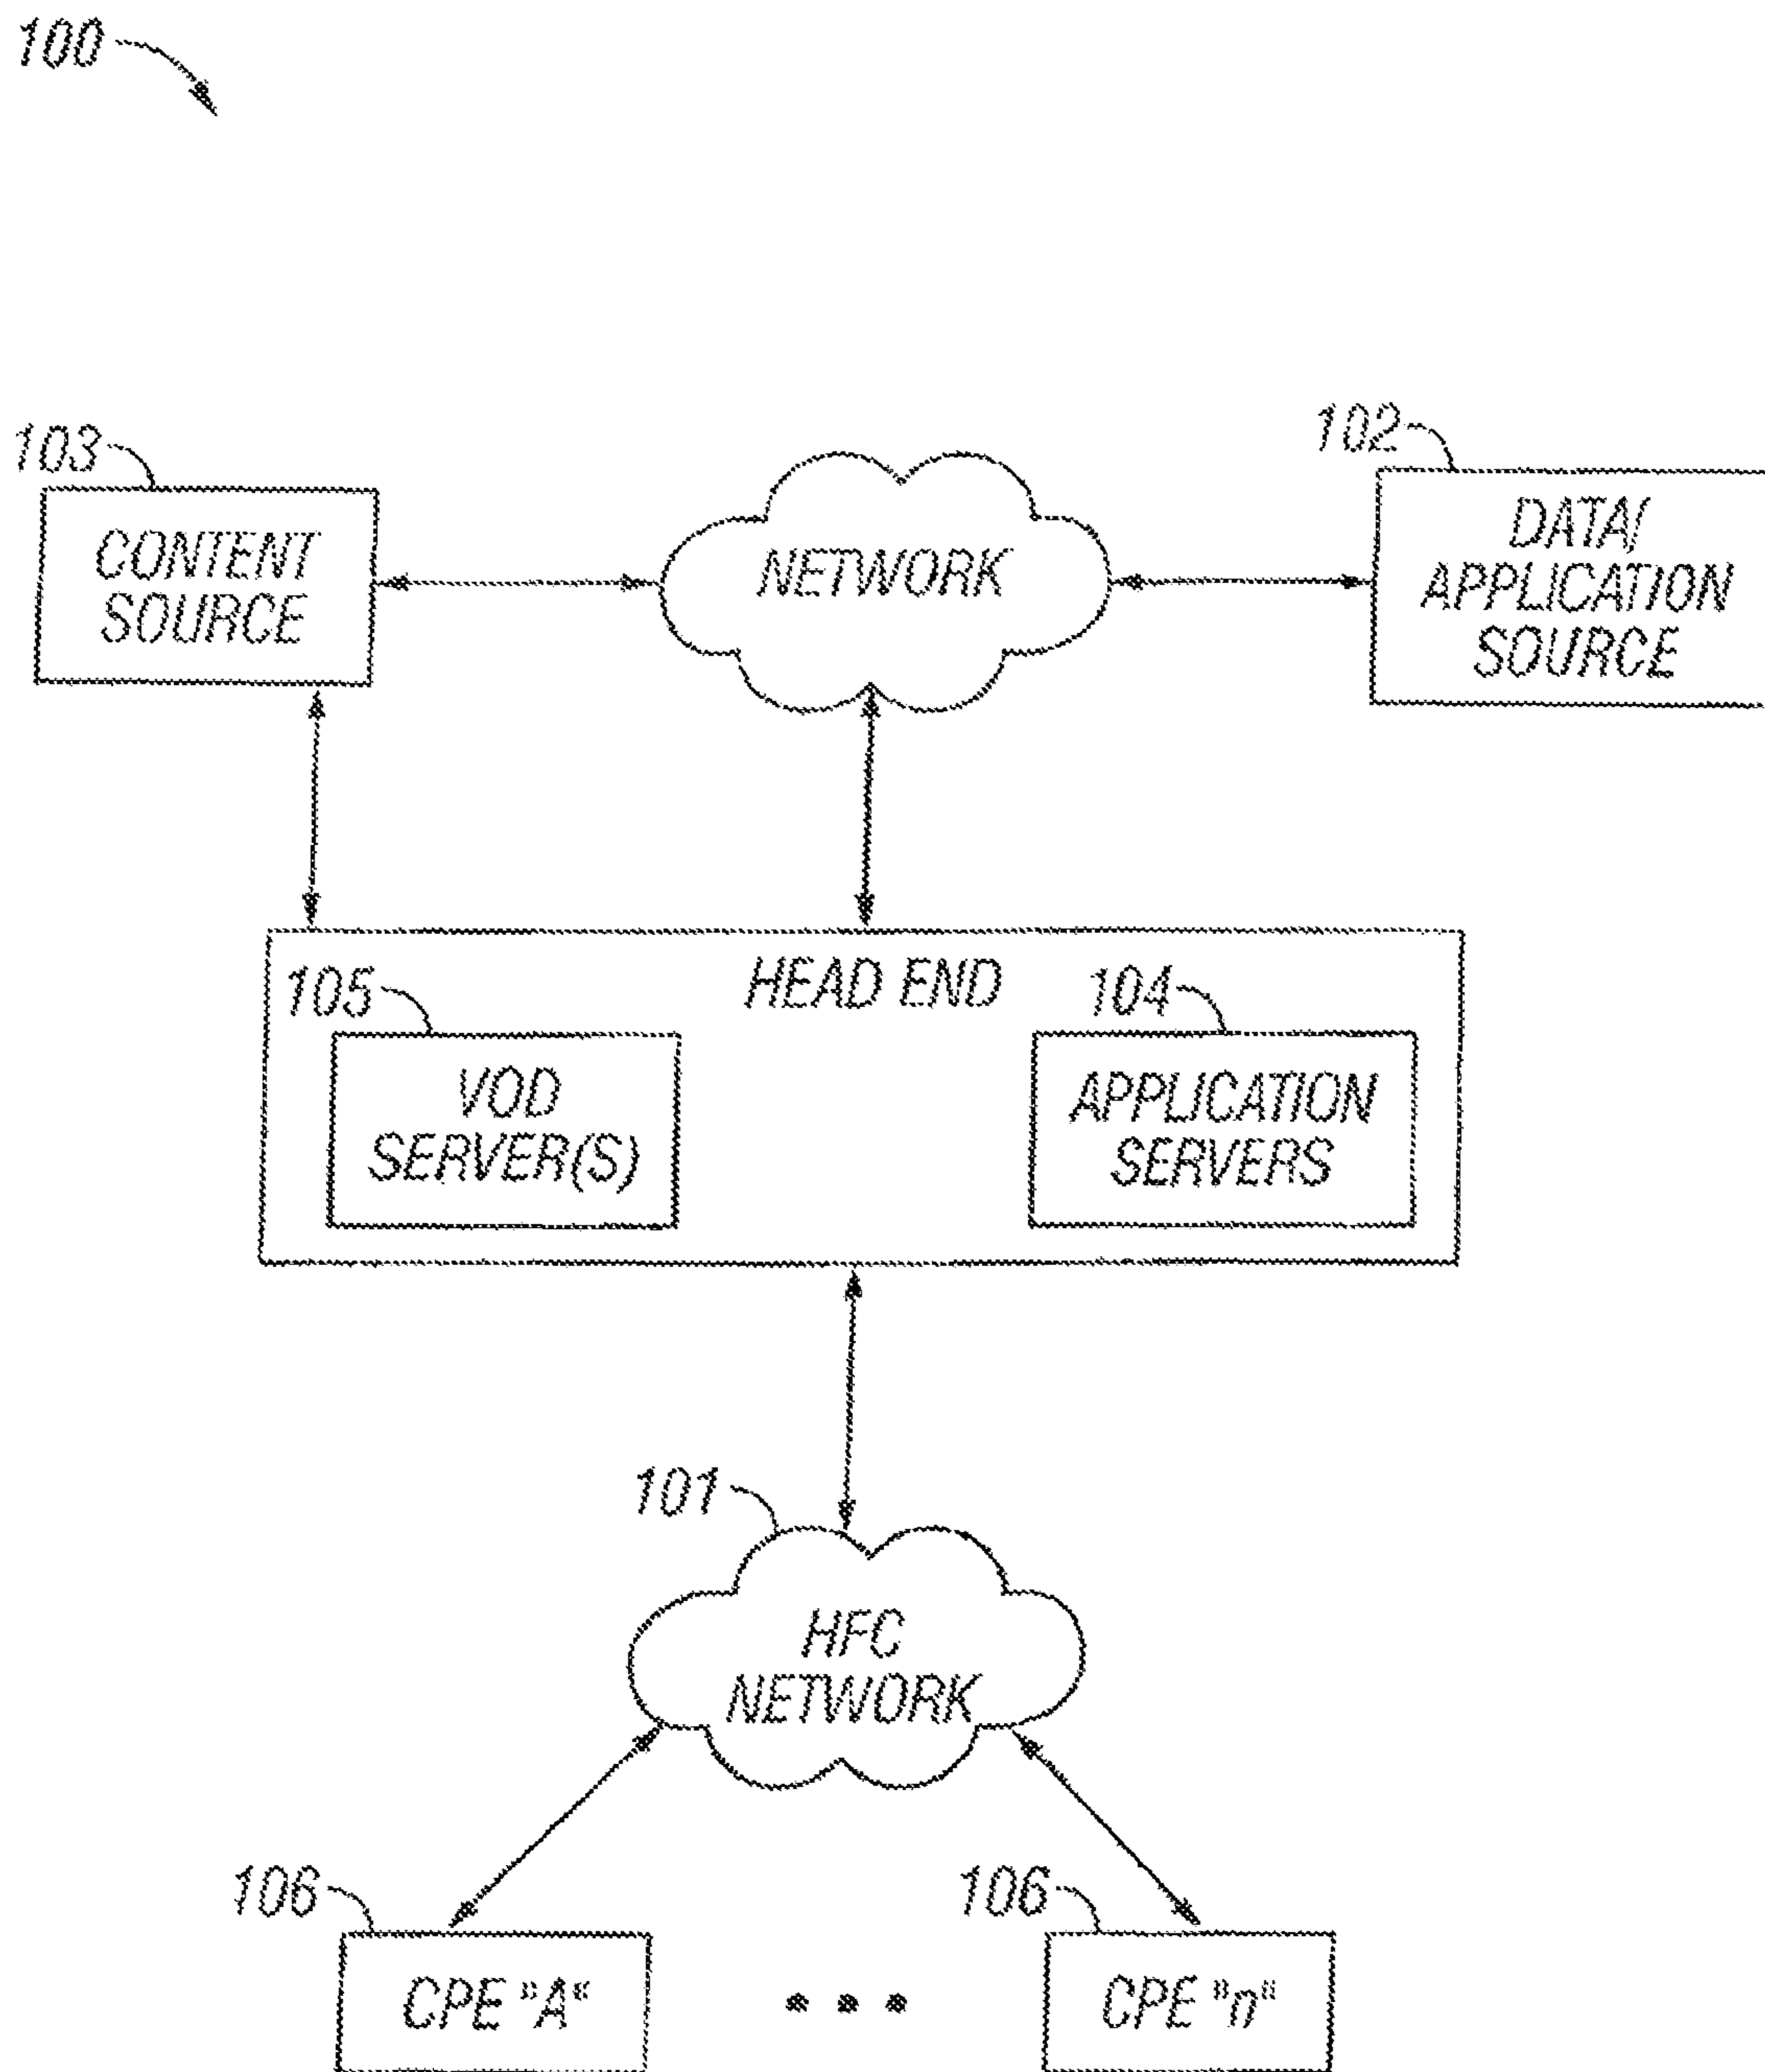 100
103
102
CONTENT
SOURCE
NETWORK
DATA/
APPLICATION
SOURCE
HEAD END
105
104
VOD
SERVER(S)
APPLICATION
SERVERS
101
HFC
NETWORK
106
106
CPE "A"
CPE "n"